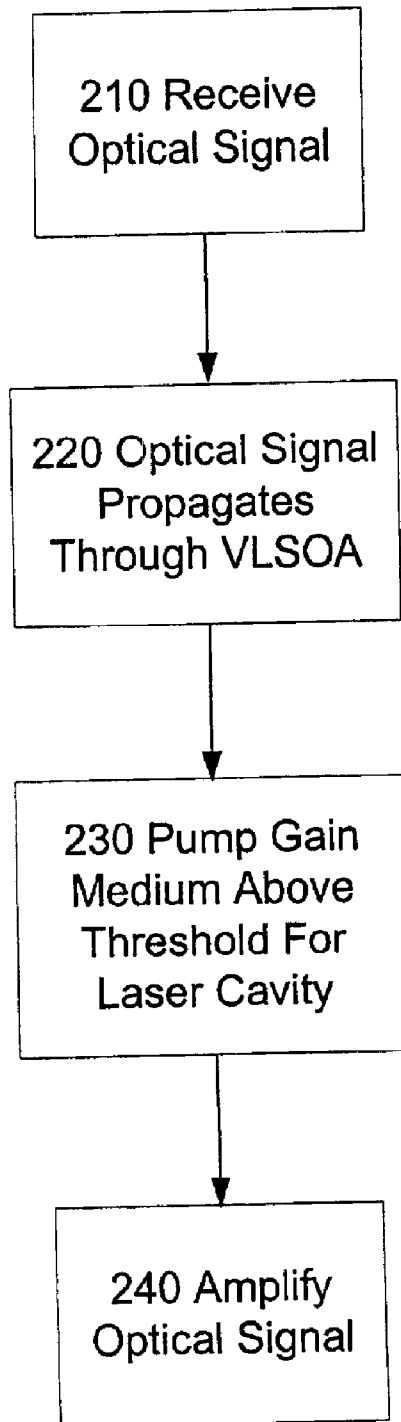 210 Receive
Optical Signal
220 Optical Signal
Propagates
Through VLSOA
230 Pump Gain
Medium Above
Threshold For
Laser Cavity
240 Amplify
Optical Signal